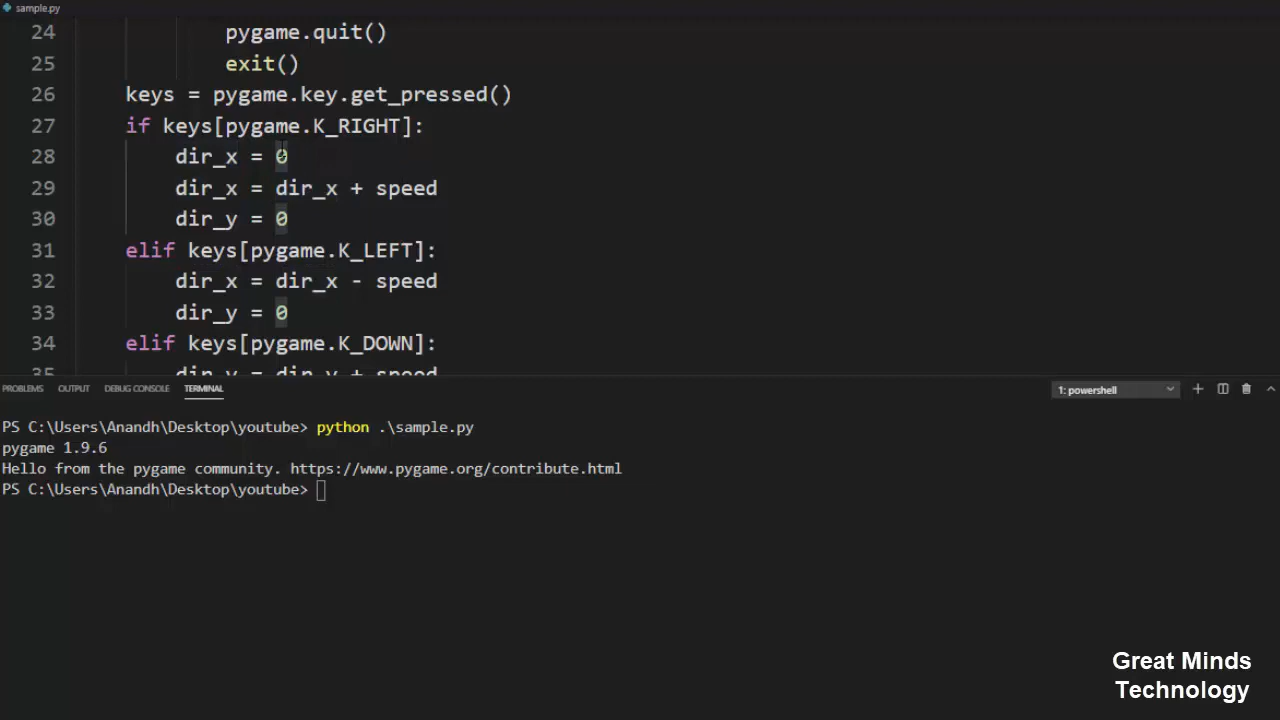 sample.py
24 pygame.quit()
25 exit()
26 keys = pygame.key.get_pressed()
27 if keys[pygame.K_RIGHT]:
28 dir_x = 0
29 dir_x = dir_x + speed
30 dir_y = 0
31 elif keys[pygame.K_LEFT]:
32 dir_x = dir_x - speed
33 dir_y = 0
34 elif keys[pygame.K_DOWN]:
35 dir_y = dir_y + speed
PROBLEMS OUTPUT DEBUG CONSOLE TERMINAL 1: powershell
PS C:\Users\Anandh\Desktop\youtube> python .\sample.py
pygame 1.9.6
Hello from the pygame community. https://www.pygame.org/contribute.html
PS C:\Users\Anandh\Desktop\youtube>
Great Minds
Technology